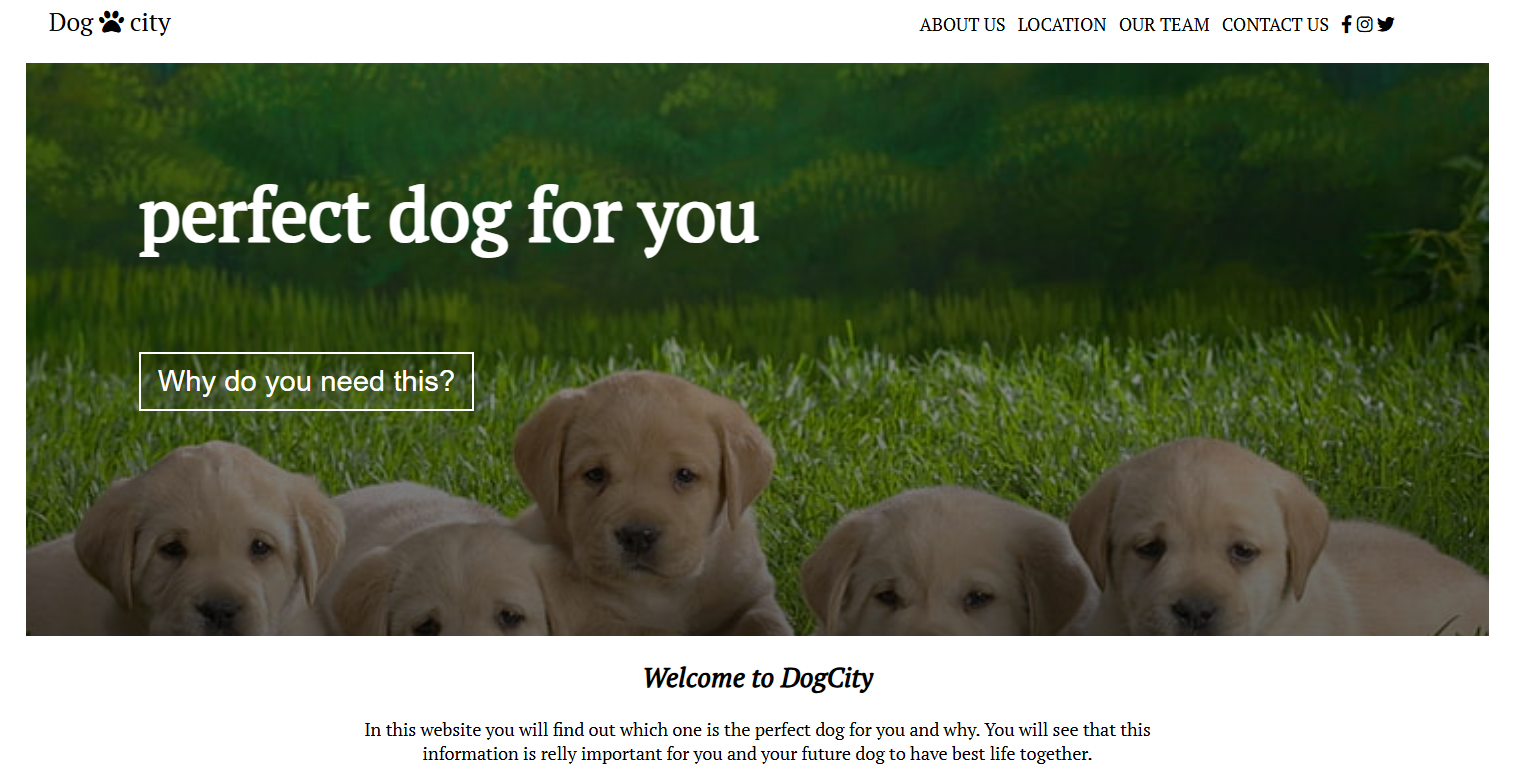 Dog city
ABOUT US LOCATION OUR TEAM CONTACT US
perfect dog for you
Why do you need this?
Welcome to DogCity
In this website you will find out which one is the perfect dog for you and why. You will see that this
information is relly important for you and your future dog to have best life together.